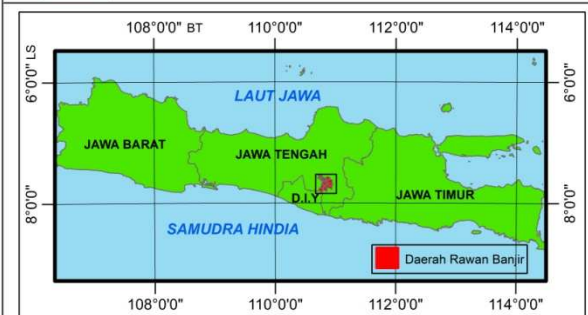 108°0'0" BT
110°0'0"
112°0'0"
114°0'0"
6°0'0" LS
6°0'0"
LAUT JAWA
JAWA BARAT
JAWA TENGAH
D.I.Y
JAWA TIMUR
8°0'0"
8°0'0"
SAMUDRA HINDIA
Daerah Rawan Banjir
108°0'0"
110°0'0"
112°0'0"
114°0'0"